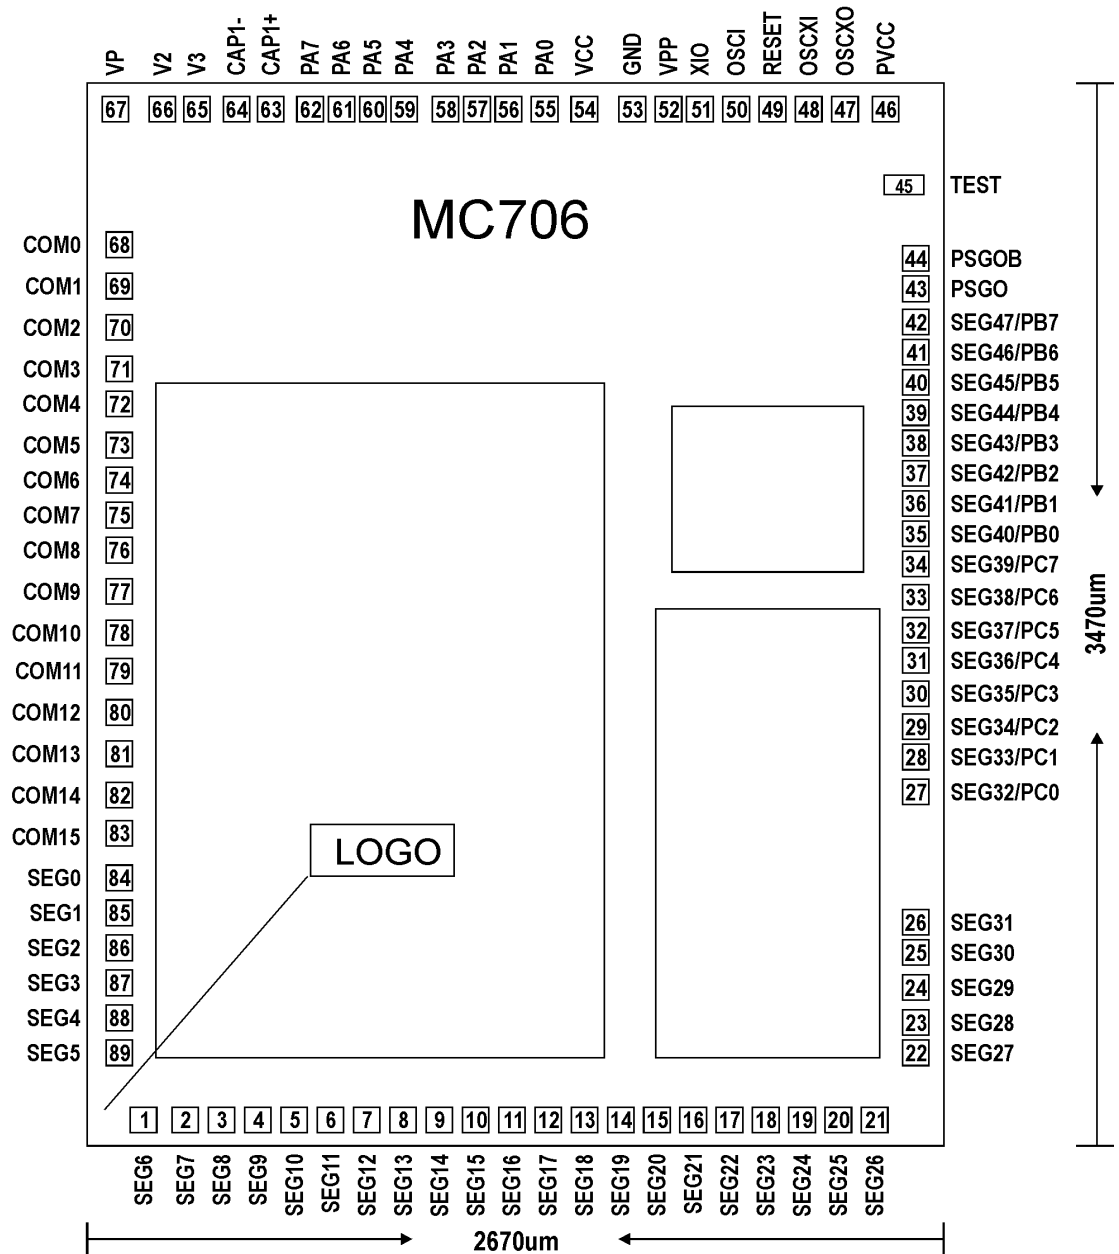 VP V2 V3 CAP1- CAP1+ PA7 PA6 PA5 PA4 PA3 PA2 PA1 PA0 VCC GND VPP XIO OSCI RESET OSCXI OSCXO PVCC
67 66 65 64 63 62 61 60 59 58 57 56 55 54 53 52 51 50 49 48 47 46
45 TEST
MC706
COM0 68
COM1 69
COM2 70
COM3 71
COM4 72
COM5 73
COM6 74
COM7 75
COM8 76
COM9 77
COM10 78
COM11 79
COM12 80
COM13 81
COM14 82
COM15 83
SEG0 84
SEG1 85
SEG2 86
SEG3 87
SEG4 88
SEG5 89
LOGO
44 PSGOB
43 PSGO
42 SEG47/PB7
41 SEG46/PB6
40 SEG45/PB5
39 SEG44/PB4
38 SEG43/PB3
37 SEG42/PB2
36 SEG41/PB1
35 SEG40/PB0
34 SEG39/PC7
33 SEG38/PC6
32 SEG37/PC5
31 SEG36/PC4
30 SEG35/PC3
29 SEG34/PC2
28 SEG33/PC1
27 SEG32/PC0
26 SEG31
25 SEG30
24 SEG29
23 SEG28
22 SEG27
3470um
1 2 3 4 5 6 7 8 9 10 11 12 13 14 15 16 17 18 19 20 21
SEG6 SEG7 SEG8 SEG9 SEG10 SEG11 SEG12 SEG13 SEG14 SEG15 SEG16 SEG17 SEG18 SEG19 SEG20 SEG21 SEG22 SEG23 SEG24 SEG25 SEG26
2670um